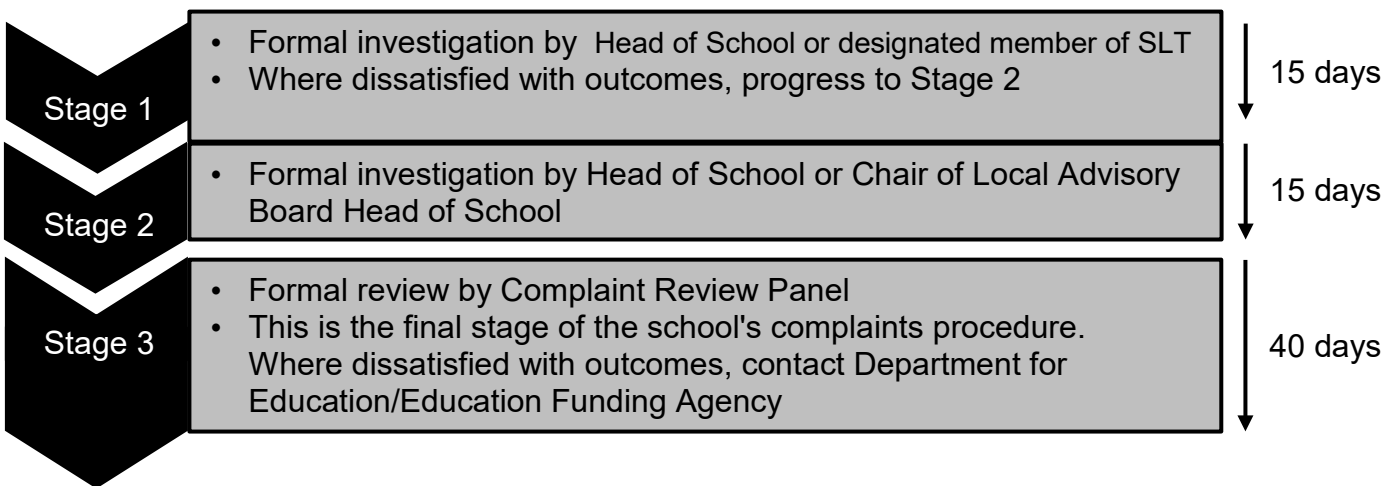 Stage 1
• Formal investigation by Head of School or designated member of SLT
• Where dissatisfied with outcomes, progress to Stage 2
15 days
Stage 2
• Formal investigation by Head of School or Chair of Local Advisory
Board Head of School
15 days
Stage 3
• Formal review by Complaint Review Panel
• This is the final stage of the school's complaints procedure.
Where dissatisfied with outcomes, contact Department for
Education/Education Funding Agency
40 days